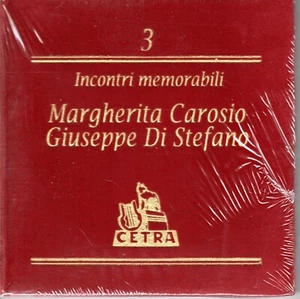 3
Incontri memorabili
Margherita Carosio
Giuseppe Di Stefano
CETRA